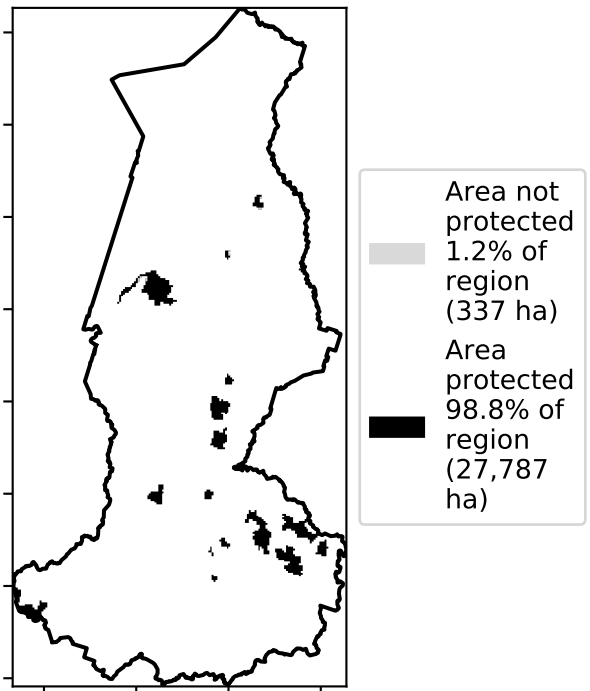 Area not
protected
1.2% of
region
(337 ha)
Area
protected
98.8% of
region
(27,787
ha)